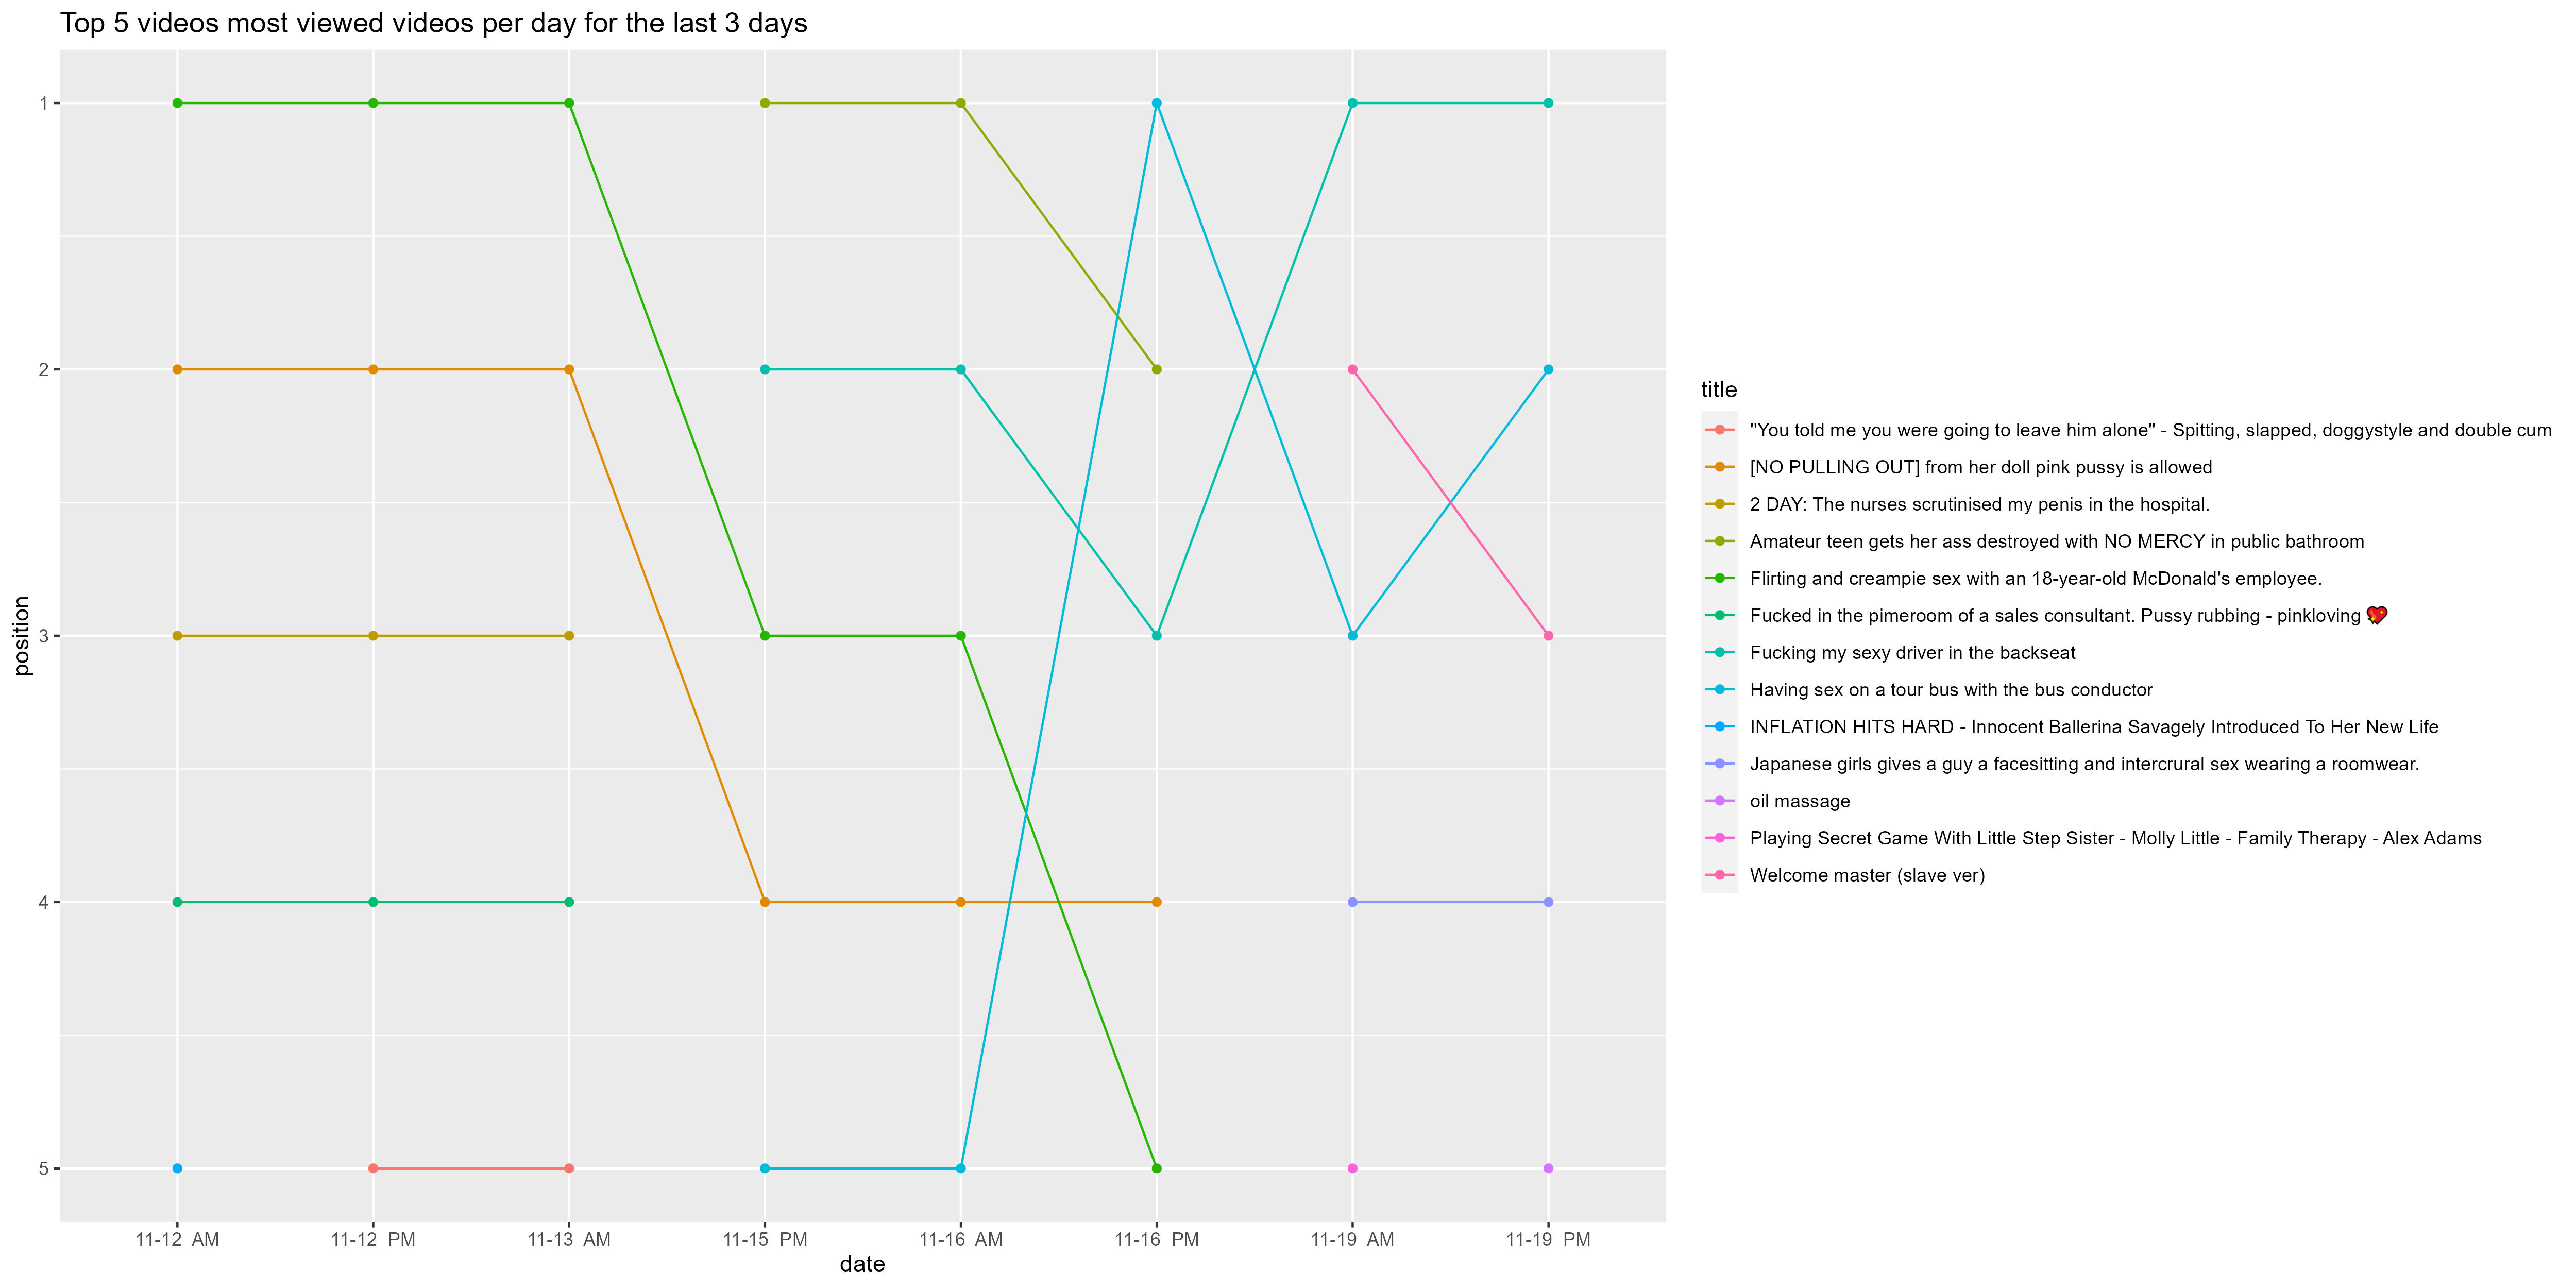 Top 5 videos most viewed videos per day for the last 3 days
position
1
2
3
4
5
11-12 AM
11-12 PM
11-13 AM
11-15 PM
11-16 AM
11-16 PM
11-19 AM
11-19 PM
date
title
"You told me you were going to leave him alone" - Spitting, slapped, doggystyle and double cum
[NO PULLING OUT] from her doll pink pussy is allowed
2 DAY: The nurses scrutinised my penis in the hospital.
Amateur teen gets her ass destroyed with NO MERCY in public bathroom
Flirting and creampie sex with an 18-year-old McDonald's employee.
Fucked in the pimeroom of a sales consultant. Pussy rubbing - pinkloving 💖
Fucking my sexy driver in the backseat
Having sex on a tour bus with the bus conductor
INFLATION HITS HARD - Innocent Ballerina Savagely Introduced To Her New Life
Japanese girls gives a guy a facesitting and intercrural sex wearing a roomwear.
oil massage
Playing Secret Game With Little Step Sister - Molly Little - Family Therapy - Alex Adams
Welcome master (slave ver)